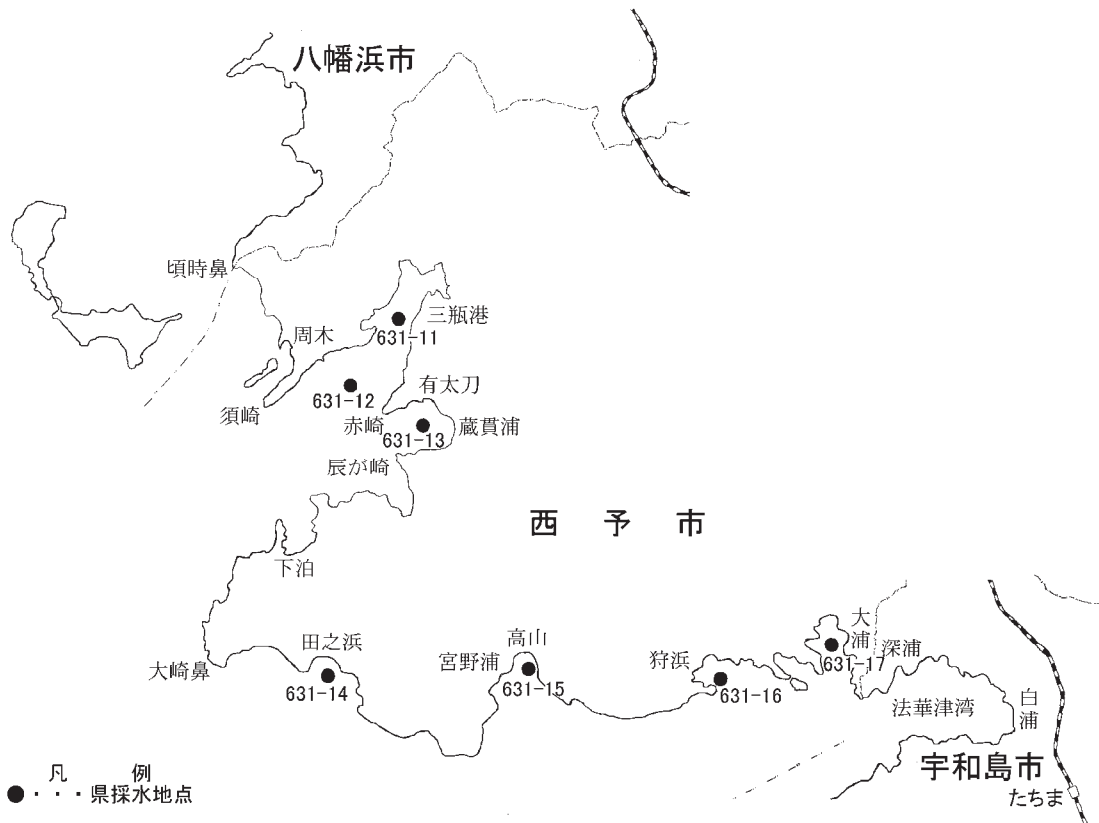 八幡浜市
頃時鼻
三瓶港
周木
631-11
有太刀
631-12
須崎
赤崎
631-13
蔵貫浦
辰が崎
西 予 市
下泊
大浦
高山
田之浜
深浦
宮野浦
狩浜
大崎鼻
631-17
631-14
631-15
631-16
法華津湾
白浦
宇和島市
凡 例
●・・・県採水地点
たちま